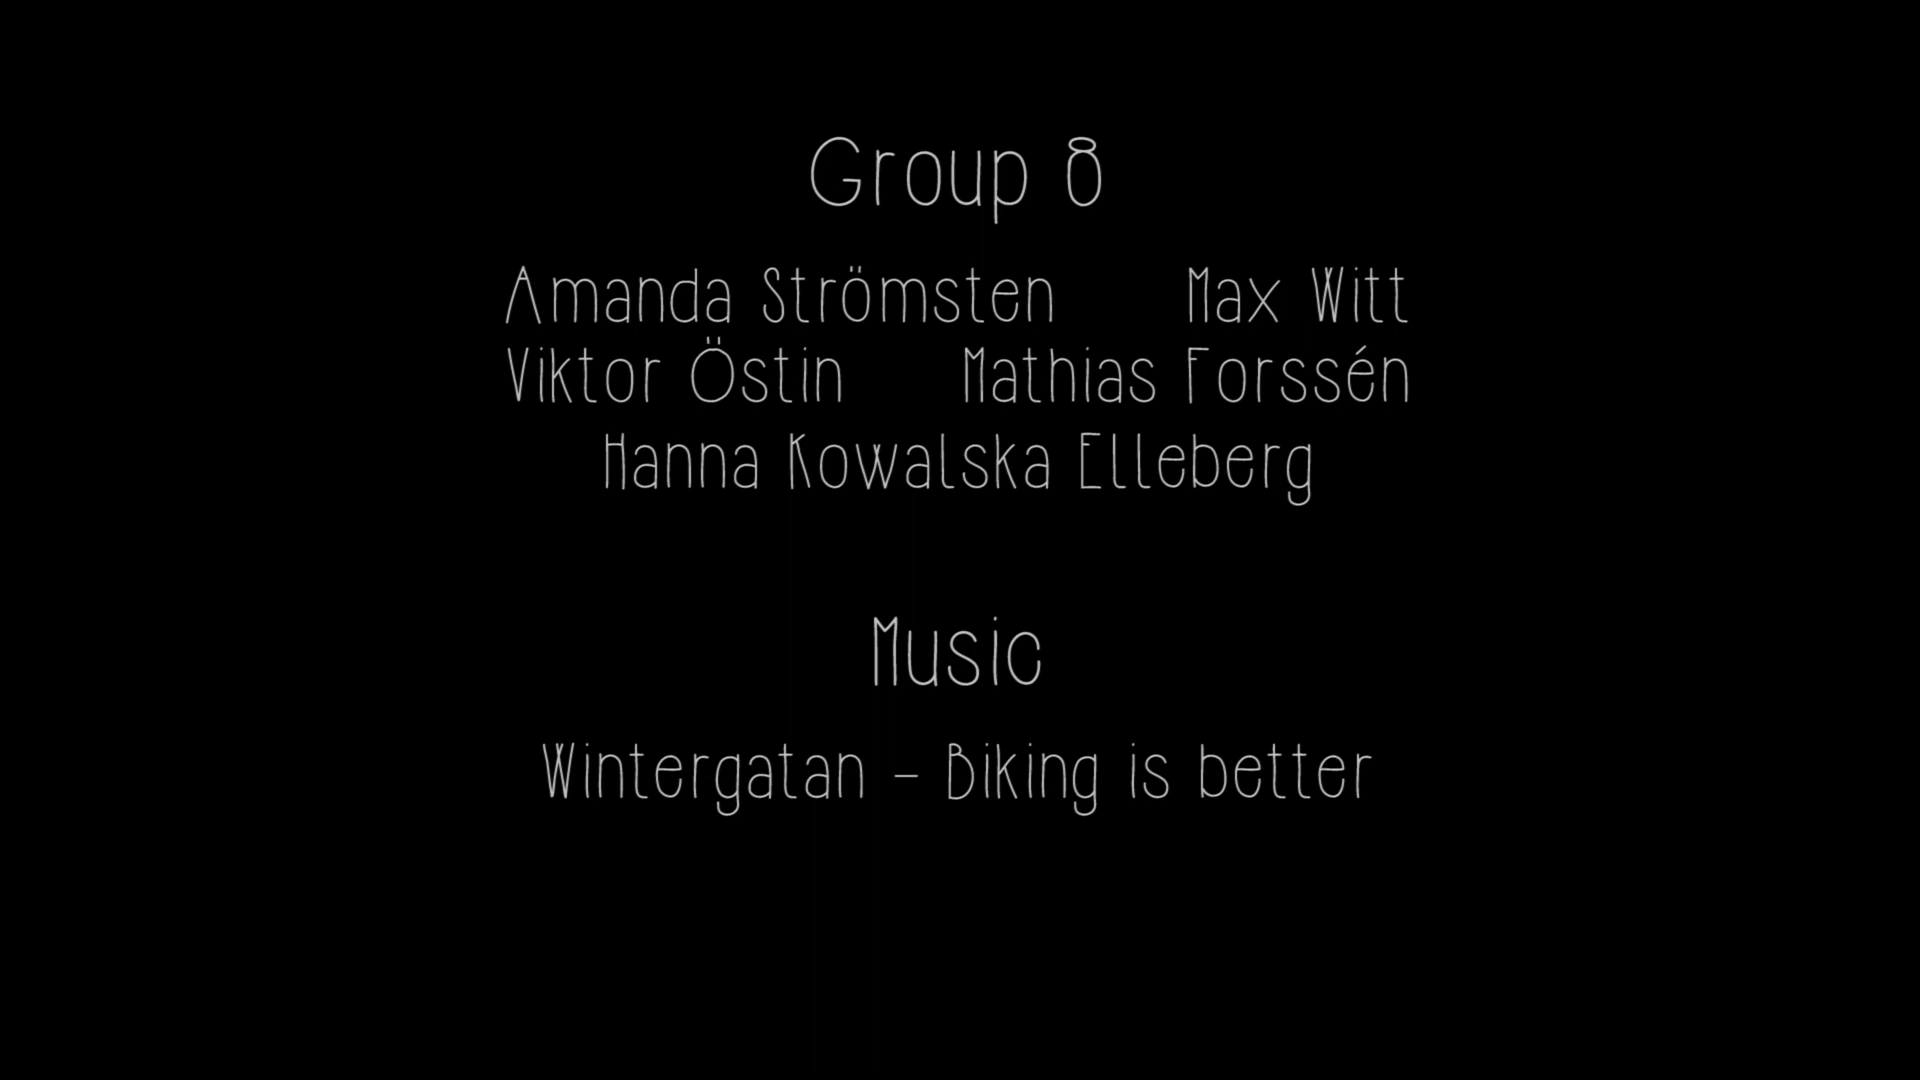 Group 8
Amanda Strömsten Max Witt
Viktor Östin Mathias Forssén
Hanna Kowalska Elleberg
Music
Wintergatan - Biking is better